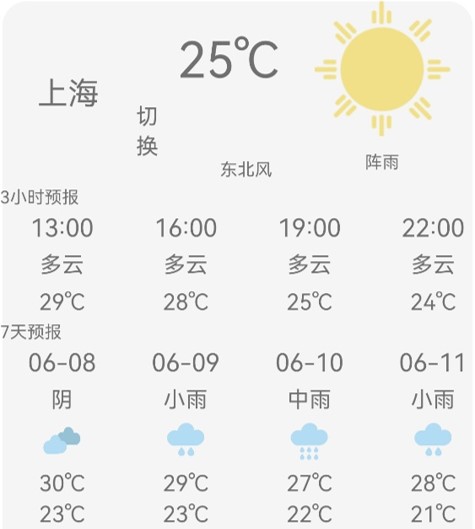 25℃
上海
切
换
东北风
阵雨
3小时预报
13:00 16:00 19:00 22:00
多云 多云 多云 多云
29℃ 28℃ 25℃ 24℃
7天预报
06-08 06-09 06-10 06-11
阴 小雨 中雨 小雨
30℃ 29℃ 27℃ 28℃
23℃ 23℃ 22℃ 21℃